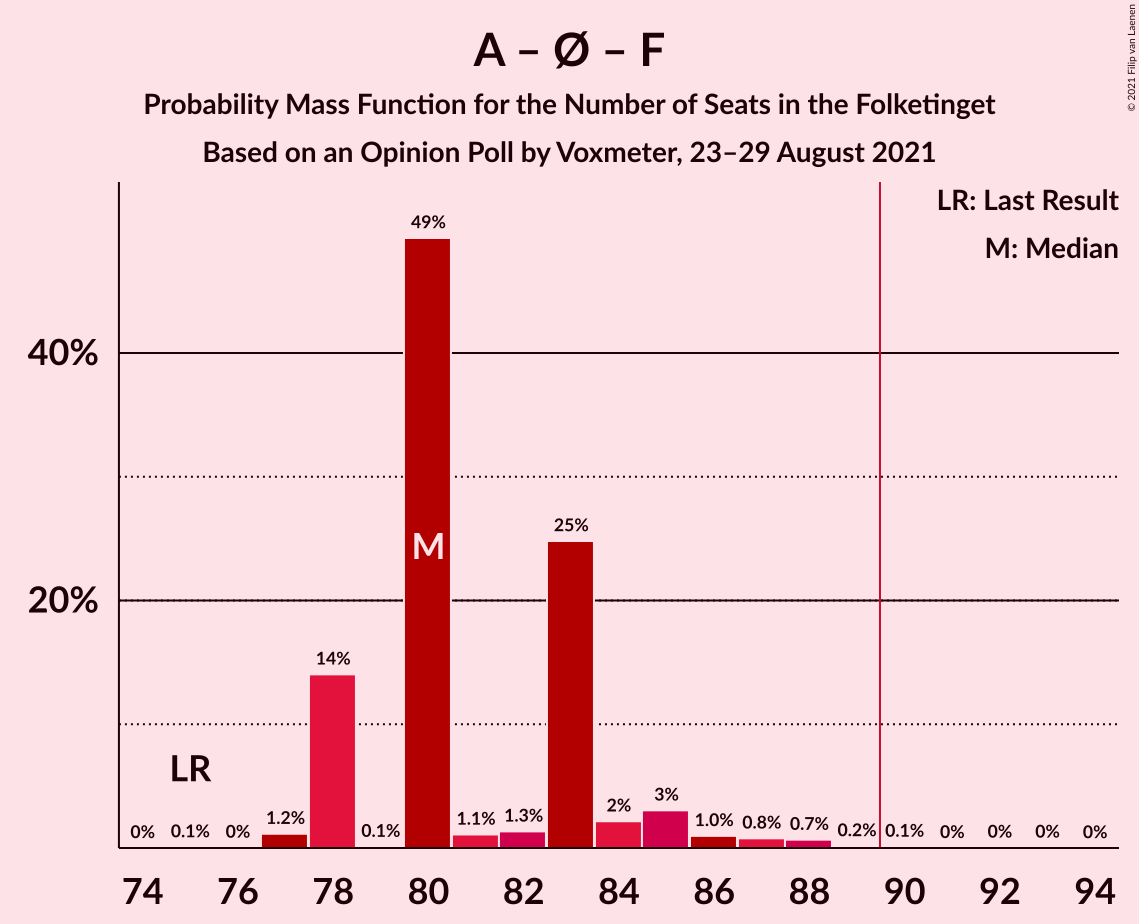 A – Ø – F
Probability Mass Function for the Number of Seats in the Folketinget
Based on an Opinion Poll by Voxmeter, 23–29 August 2021
© 2021 Filip van Laenen
LR: Last Result
M: Median
49%
40%
25%
M
20%
14%
LR
0% 0.1% 0% 1.2% 0.1% 1.1% 1.3% 2% 3% 1.0% 0.8% 0.7% 0.2% 0.1% 0% 0% 0% 0%
74 76 78 80 82 84 86 88 90 92 94